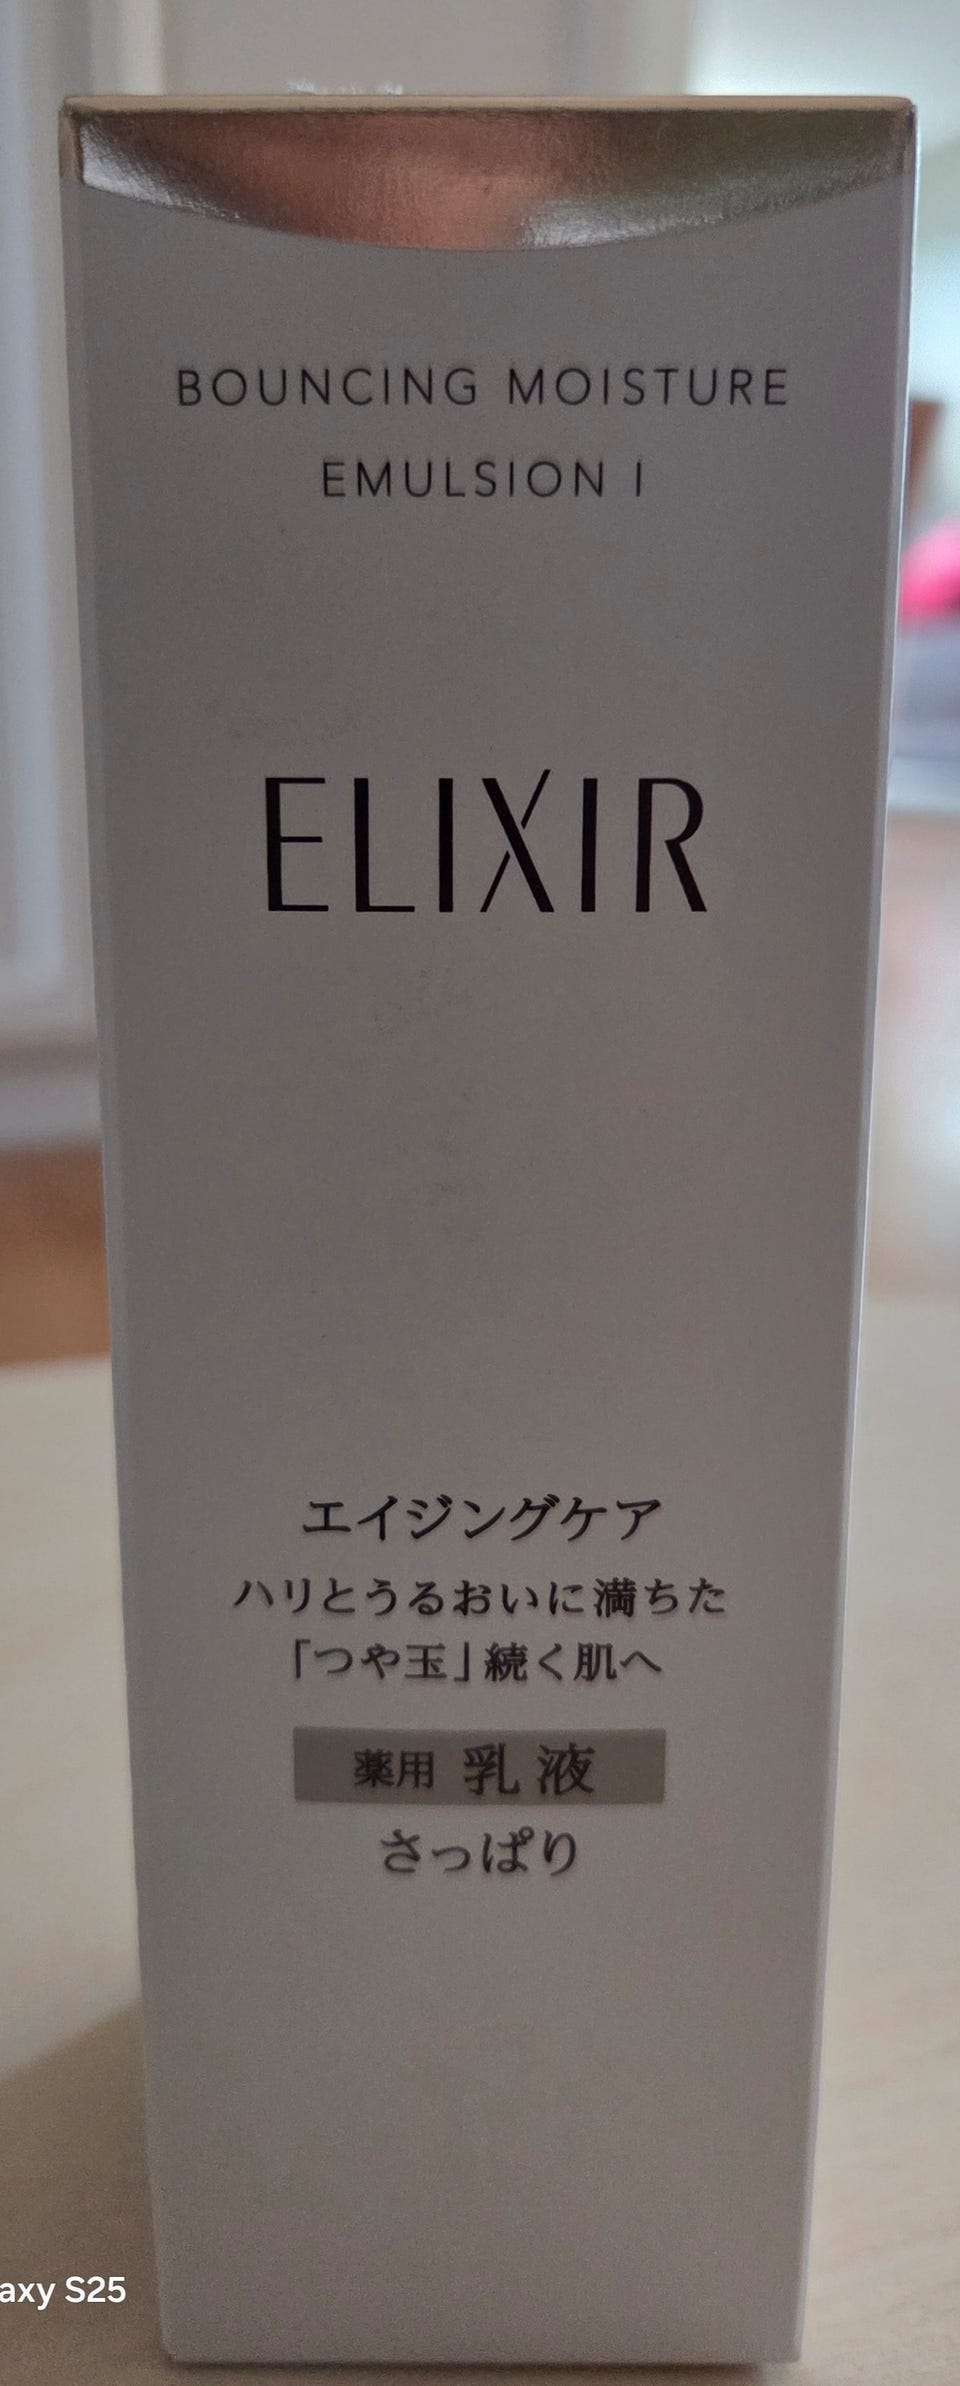 BOUNCING MOISTURE
EMULSION I
ELIXIR
エイジングケア
ハリとうるおいに満ちた
「つや玉」続く肌へ
薬用 乳液
さっぱり
axy S25